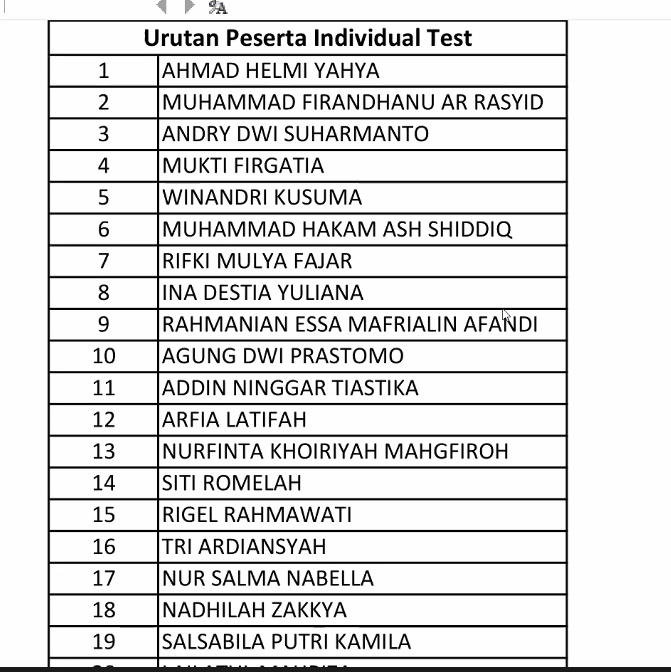 Urutan Peserta Individual Test
1 AHMAD HELMI YAHYA
2 MUHAMMAD FIRANDHANU AR RASYID
3 ANDRY DWI SUHARMANTO
4 MUKTI FIRGATIA
5 WINANDRI KUSUMA
6 MUHAMMAD HAKAM ASH SHIDDIQ
7 RIFKI MULYA FAJAR
8 INA DESTIA YULIANA
9 RAHMANIAN ESSA MAFRIALIN AFANDI
10 AGUNG DWI PRASTOMO
11 ADDIN NINGGAR TIASTIKA
12 ARFIA LATIFAH
13 NURFINTA KHOIRIYAH MAHGFIROH
14 SITI ROMELAH
15 RIGEL RAHMAWATI
16 TRI ARDIANSYAH
17 NUR SALMA NABELLA
18 NADHILAH ZAKKYA
19 SALSABILA PUTRI KAMILA